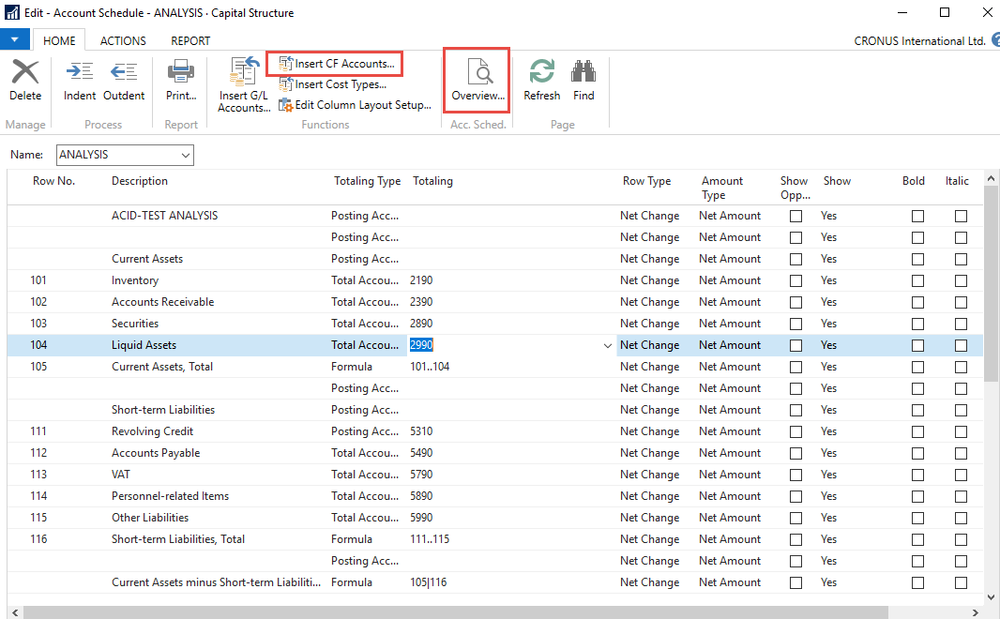 Edit - Account Schedule - ANALYSIS · Capital Structure
HOME ACTIONS REPORT CRONUS International Ltd. ?
Delete
Indent Outdent
Print...
Insert G/L Accounts...
Insert CF Accounts...
Insert Cost Types...
Edit Column Layout Setup...
Overview...
Refresh Find
Manage Process Report Functions Acc. Sched. Page
Name: ANALYSIS
Row No. Description Totaling Type Totaling Row Type Amount Type Show Opp... Show Bold Italic
ACID-TEST ANALYSIS Posting Acc... Net Change Net Amount Yes
Posting Acc... Net Change Net Amount Yes
Current Assets Posting Acc... Net Change Net Amount Yes
101 Inventory Total Accou... 2190 Net Change Net Amount Yes
102 Accounts Receivable Total Accou... 2390 Net Change Net Amount Yes
103 Securities Total Accou... 2890 Net Change Net Amount Yes
104 Liquid Assets Total Accou... 2990 Net Change Net Amount Yes
105 Current Assets, Total Formula 101..104 Net Change Net Amount Yes
Posting Acc... Net Change Net Amount Yes
Short-term Liabilities Posting Acc... Net Change Net Amount Yes
111 Revolving Credit Posting Acc... 5310 Net Change Net Amount Yes
112 Accounts Payable Total Accou... 5490 Net Change Net Amount Yes
113 VAT Total Accou... 5790 Net Change Net Amount Yes
114 Personnel-related Items Total Accou... 5890 Net Change Net Amount Yes
115 Other Liabilities Total Accou... 5990 Net Change Net Amount Yes
116 Short-term Liabilities, Total Formula 111..115 Net Change Net Amount Yes
Posting Acc... Net Change Net Amount Yes
Current Assets minus Short-term Liabiliti... Formula 105|116 Net Change Net Amount Yes